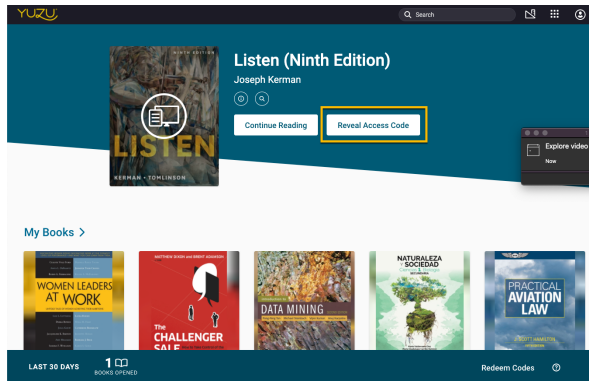 YUZU
Search
Listen (Ninth Edition)
Joseph Kerman
Continue Reading
Reveal Access Code
NINTH EDITION
LISTEN
KERMAN • TOMLINSON
Explore video
Now
My Books >
WOMEN LEADERS
AT WORK
MATTHEW DIXON and BRENT ADAMSON
The
CHALLENGER
SALE
DATA MINING
NATURALEZA
Y SOCIEDAD
PRACTICAL
AVIATION
LAW
J. SCOTT HAMILTON
LAST 30 DAYS
1
BOOKS OPENED
Redeem Codes